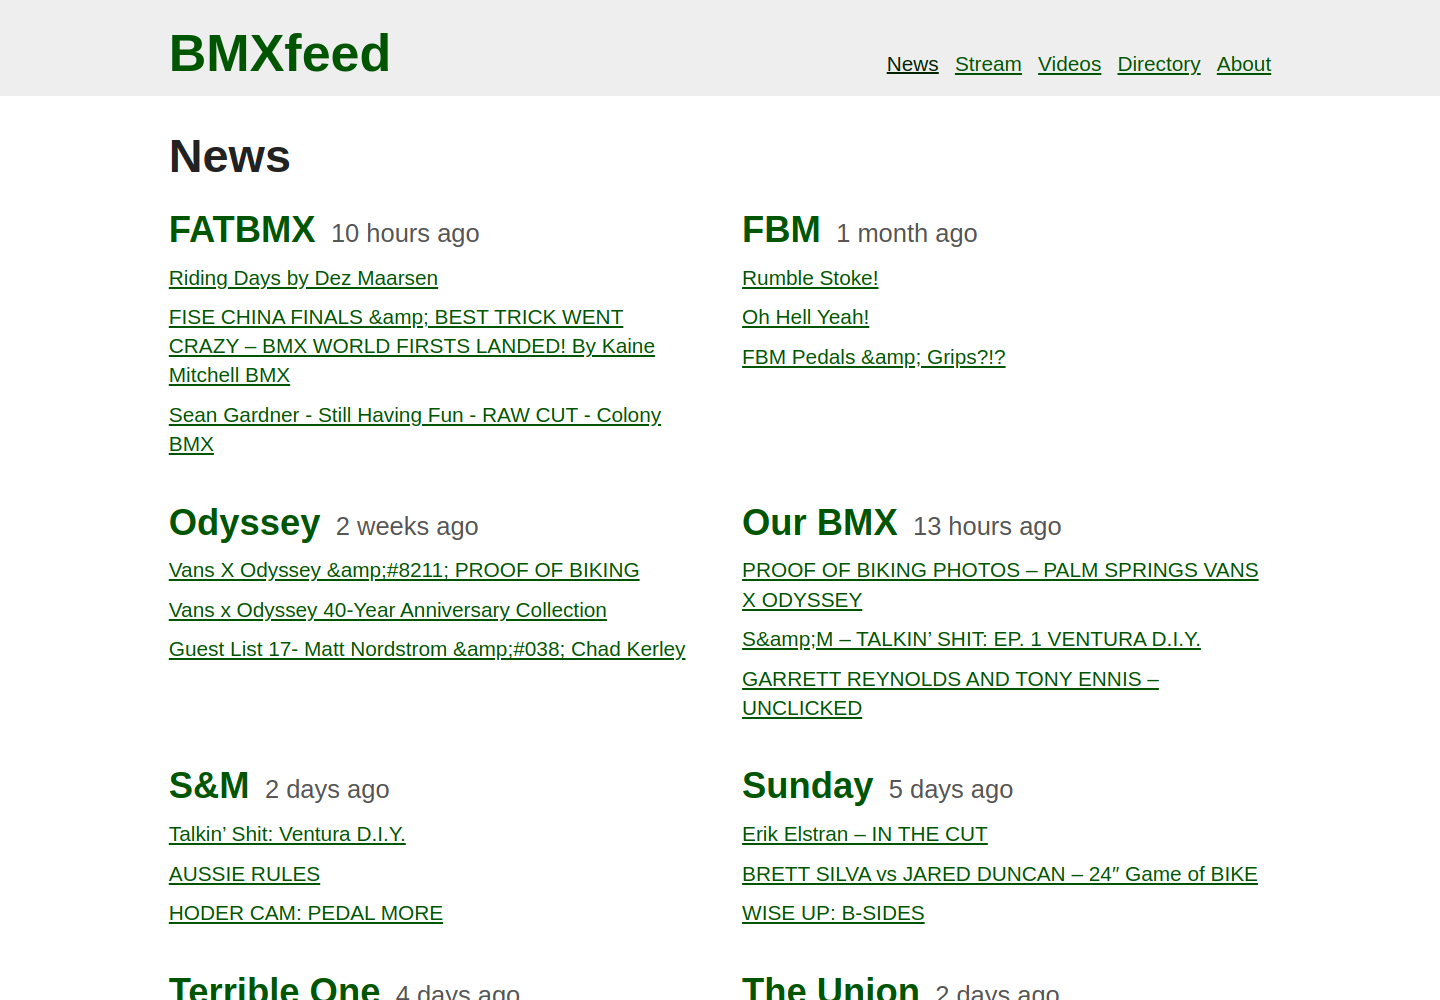 BMXfeed
News Stream Videos Directory About
News
FATBMX 10 hours ago
Riding Days by Dez Maarsen
FISE CHINA FINALS &amp; BEST TRICK WENT
CRAZY – BMX WORLD FIRSTS LANDED! By Kaine
Mitchell BMX
Sean Gardner - Still Having Fun - RAW CUT - Colony
BMX
FBM 1 month ago
Rumble Stoke!
Oh Hell Yeah!
FBM Pedals &amp; Grips?!?
Odyssey 2 weeks ago
Vans X Odyssey &amp;#8211; PROOF OF BIKING
Vans x Odyssey 40-Year Anniversary Collection
Guest List 17- Matt Nordstrom &amp;#038; Chad Kerley
Our BMX 13 hours ago
PROOF OF BIKING PHOTOS – PALM SPRINGS VANS
X ODYSSEY
S&amp;M – TALKIN’ SHIT: EP. 1 VENTURA D.I.Y.
GARRETT REYNOLDS AND TONY ENNIS –
UNCLICKED
S&M 2 days ago
Talkin’ Shit: Ventura D.I.Y.
AUSSIE RULES
HODER CAM: PEDAL MORE
Sunday 5 days ago
Erik Elstran – IN THE CUT
BRETT SILVA vs JARED DUNCAN – 24″ Game of BIKE
WISE UP: B-SIDES
Terrible One 4 days ago
The Union 2 days ago